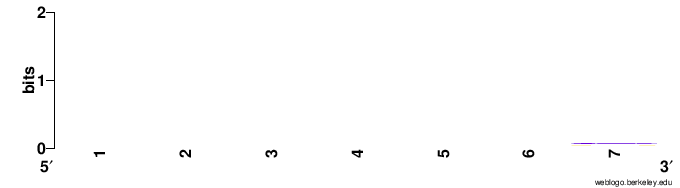 2
bits
1
0
5′ 1 2 3 4 5 6 7 3′
weblogo.berkeley.edu